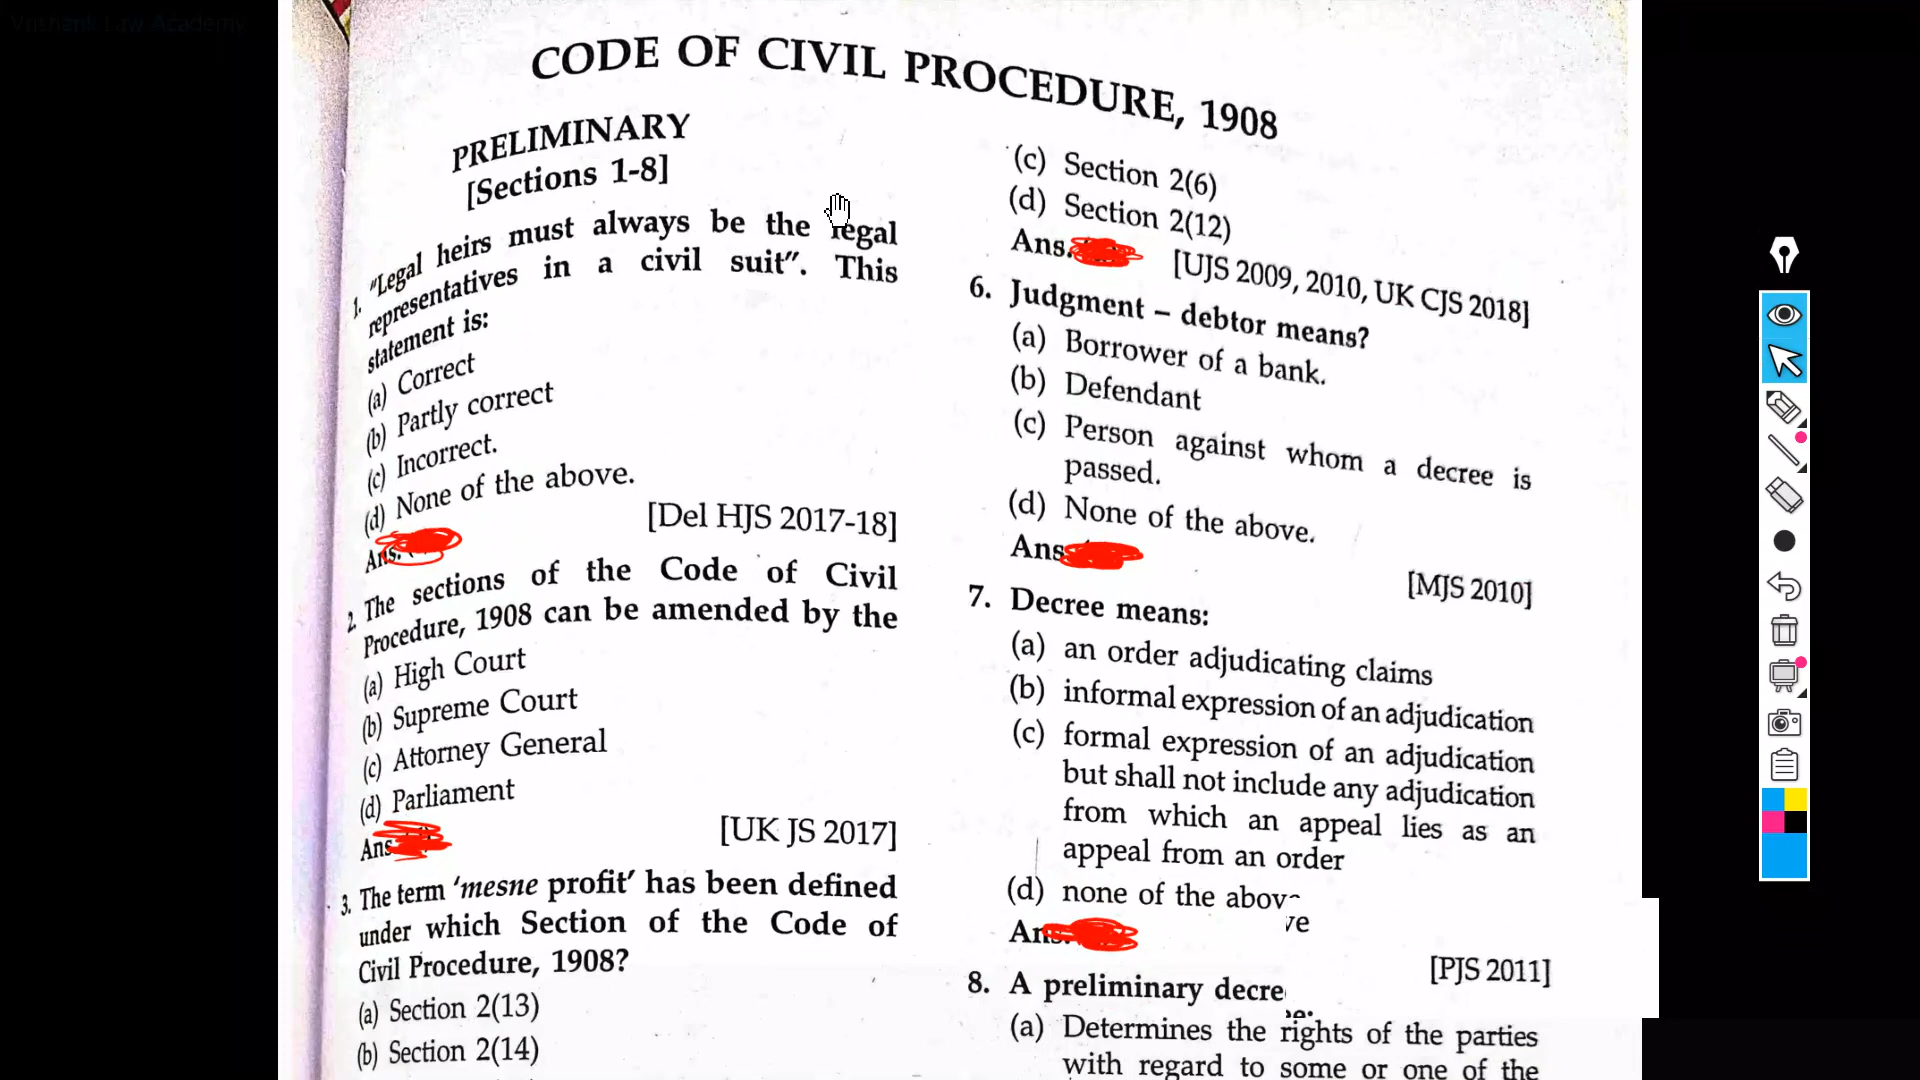 Vrishank Law Academy
CODE OF CIVIL PROCEDURE, 1908
PRELIMINARY
[Sections 1-8]
1. "Legal heirs must always be the legal
representatives in a civil suit". This
statement is:
(a) Correct
(b) Partly correct
(c) Incorrect.
(d) None of the above.
[Del HJS 2017-18]
Ans.
2. The sections of the Code of Civil
Procedure, 1908 can be amended by the
(a) High Court
(b) Supreme Court
(c) Attorney General
(d) Parliament
Ans [UK JS 2017]
3. The term 'mesne profit' has been defined
under which Section of the Code of
Civil Procedure, 1908?
(a) Section 2(13)
(b) Section 2(14)
(c) Section 2(6)
(d) Section 2(12)
Ans. [UJS 2009, 2010, UK CJS 2018]
6. Judgment – debtor means?
(a) Borrower of a bank.
(b) Defendant
(c) Person against whom a decree is
passed.
(d) None of the above.
Ans
[MJS 2010]
7. Decree means:
(a) an order adjudicating claims
(b) informal expression of an adjudication
(c) formal expression of an adjudication
but shall not include any adjudication
from which an appeal lies as an
appeal from an order
(d) none of the above
ve
Ans.
[PJS 2011]
8. A preliminary decre
(a) Determines the rights of the parties
with regard to some or one of the